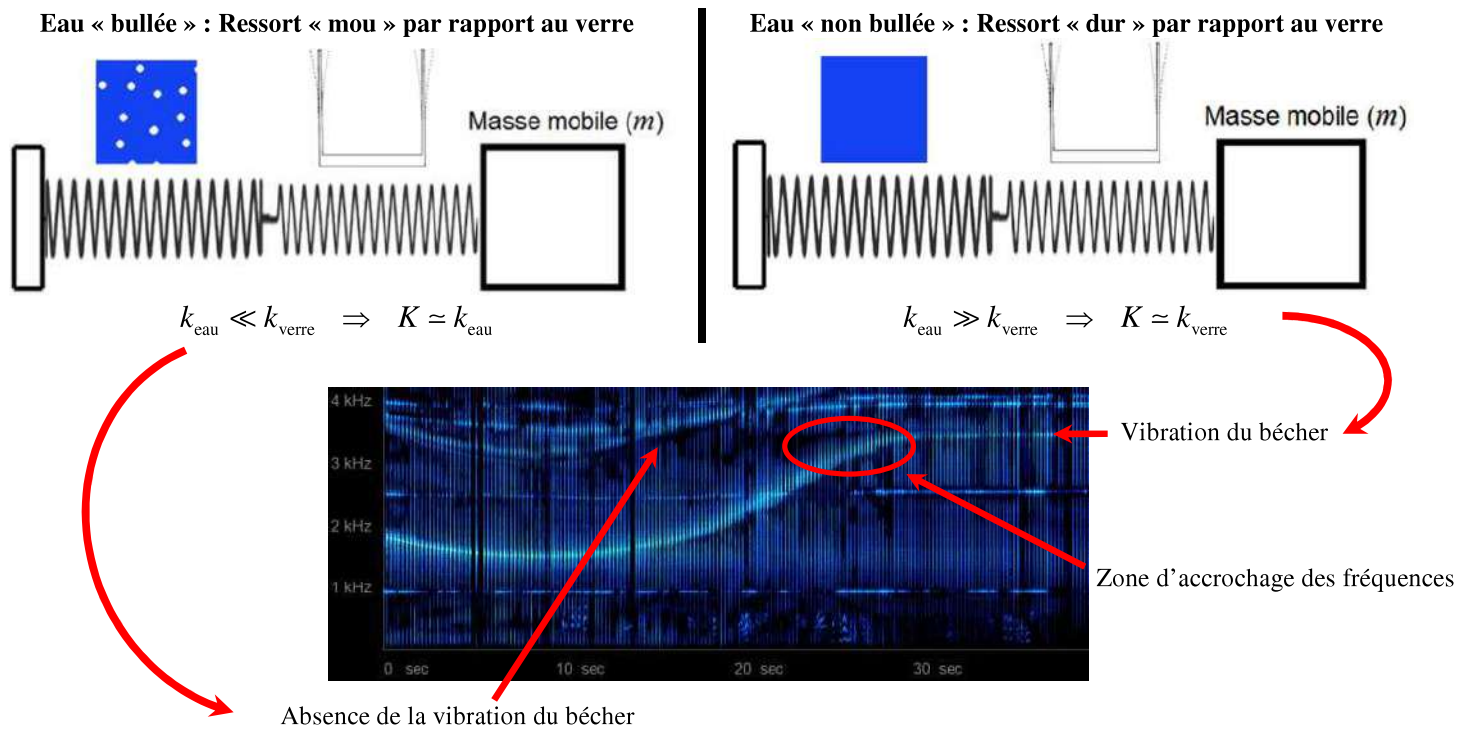 Eau « bullée » : Ressort « mou » par rapport au verre
Masse mobile (m)
k_eau ≪ k_verre ⇒ K ≃ k_eau
Eau « non bullée » : Ressort « dur » par rapport au verre
Masse mobile (m)
k_eau ≫ k_verre ⇒ K ≃ k_verre
4 kHz
3 kHz
2 kHz
1 kHz
0 sec 10 sec 20 sec 30 sec
Vibration du bécher
Zone d’accrochage des fréquences
Absence de la vibration du bécher